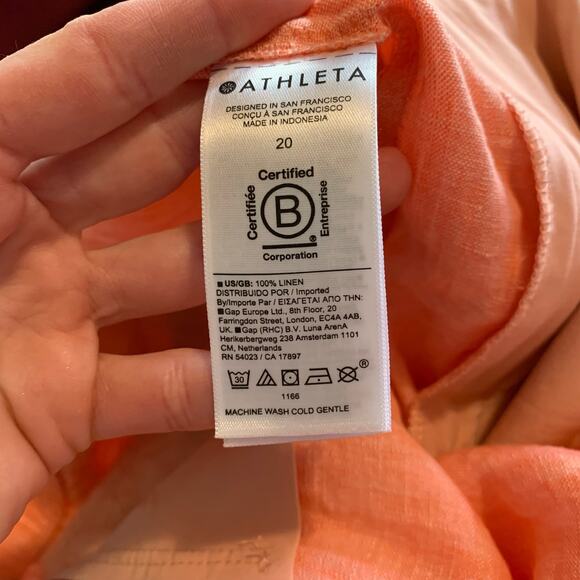 ATHLETA
DESIGNED IN SAN FRANCISCO
CONÇU À SAN FRANCISCO
MADE IN INDONESIA
20
Certified
Certifiée
B
Entreprise
®
Corporation
■ US/GB: 100% LINEN
DISTRIBUIDO POR / Imported
By/Importe Par / ΕΙΣΑΓΕΤΑΙ ΑΠΟ ΤΗΝ:
■Gap Europe Ltd., 8th Floor, 20
Farringdon Street, London, EC4A 4AB,
UK. ■Gap (RHC) B.V. Luna ArenA
Herikerbergweg 238 Amsterdam 1101
CM, Netherlands
RN 54023 / CA 17897
30 ®
1166
MACHINE WASH COLD GENTLE